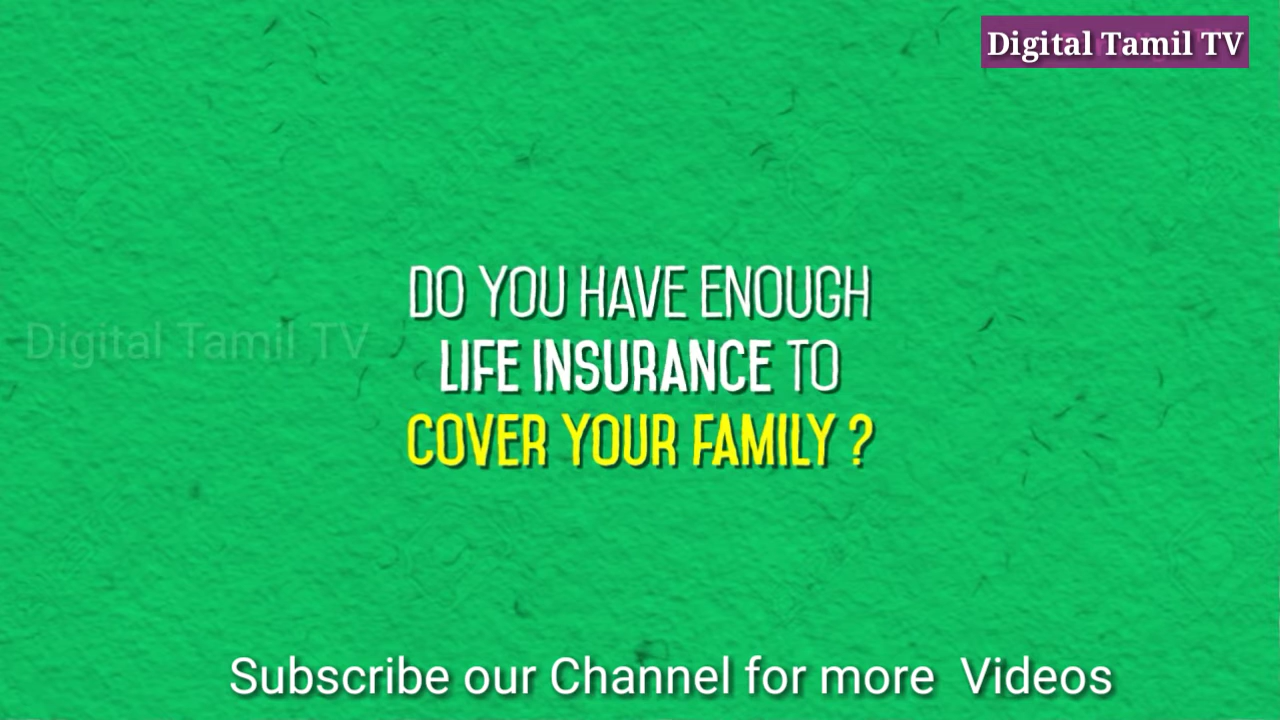 Digital Tamil TV
DO YOU HAVE ENOUGH
Digital Tamil TV
LIFE INSURANCE TO
COVER YOUR FAMILY ?
Subscribe our Channel for more  Videos